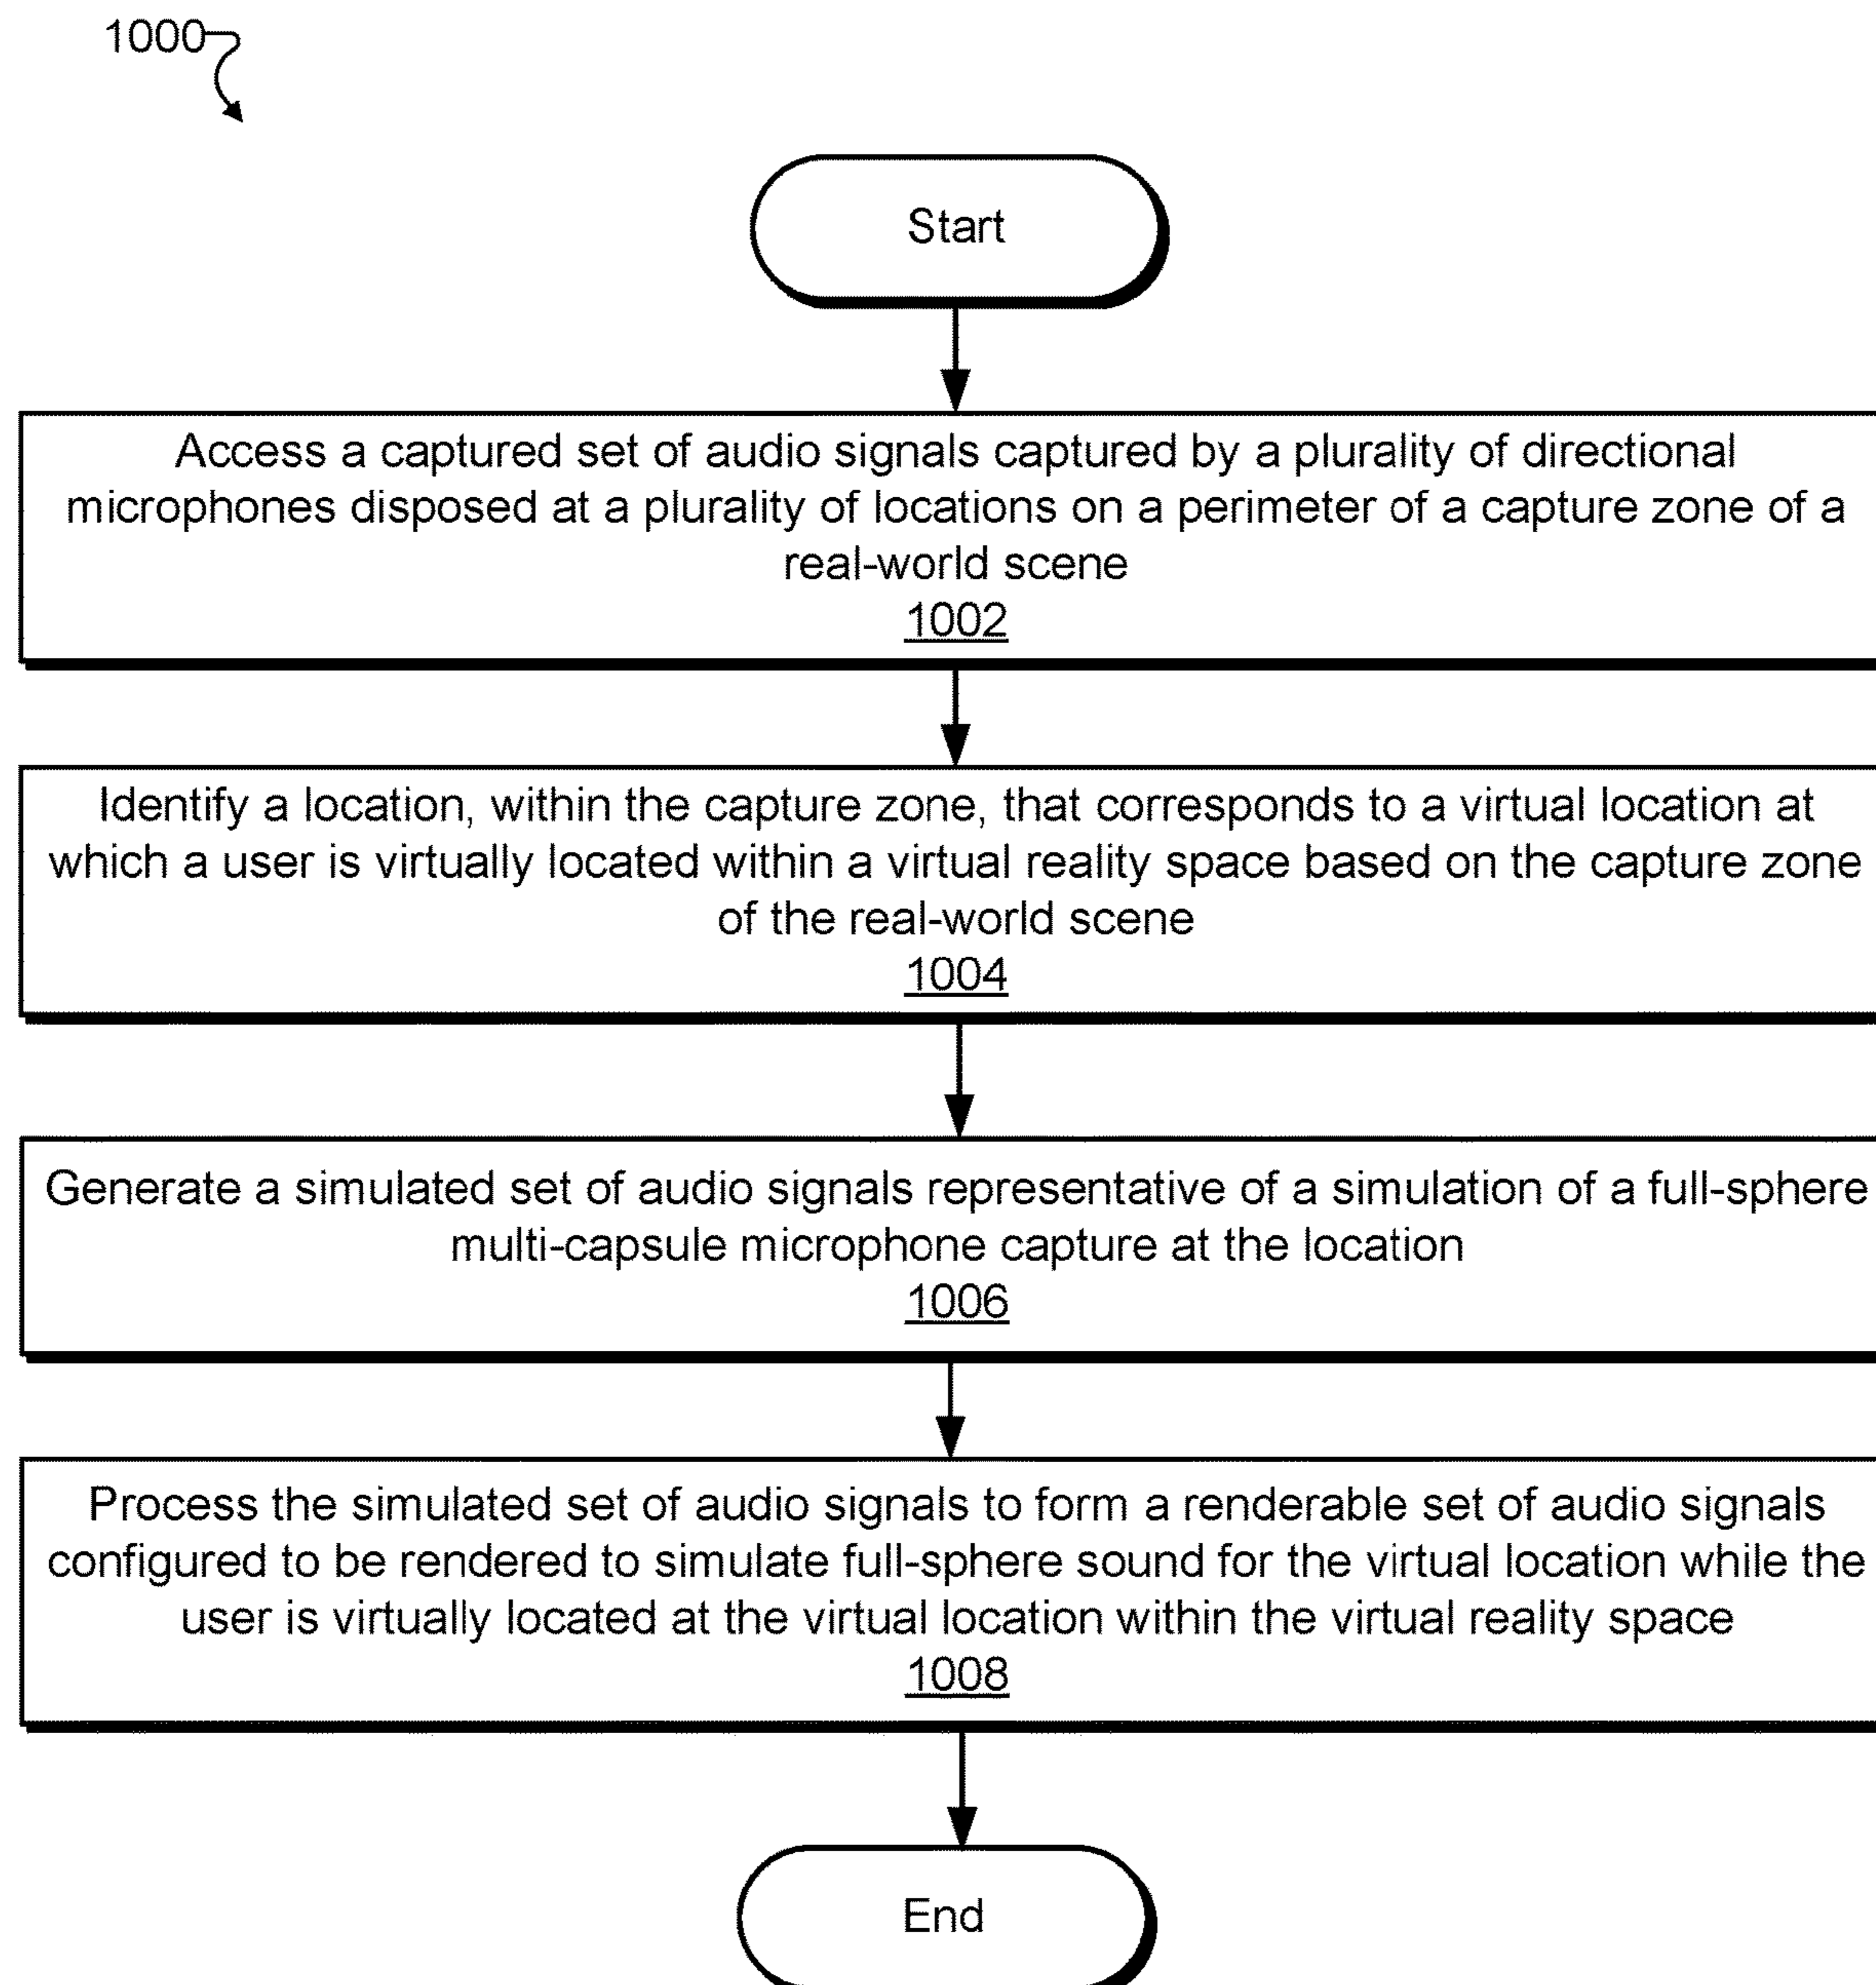 1000
Start
Access a captured set of audio signals captured by a plurality of directional
microphones disposed at a plurality of locations on a perimeter of a capture zone of a
real-world scene
1002
Identify a location, within the capture zone, that corresponds to a virtual location at
which a user is virtually located within a virtual reality space based on the capture zone
of the real-world scene
1004
Generate a simulated set of audio signals representative of a simulation of a full-sphere
multi-capsule microphone capture at the location
1006
Process the simulated set of audio signals to form a renderable set of audio signals
configured to be rendered to simulate full-sphere sound for the virtual location while the
user is virtually located at the virtual location within the virtual reality space
1008
End